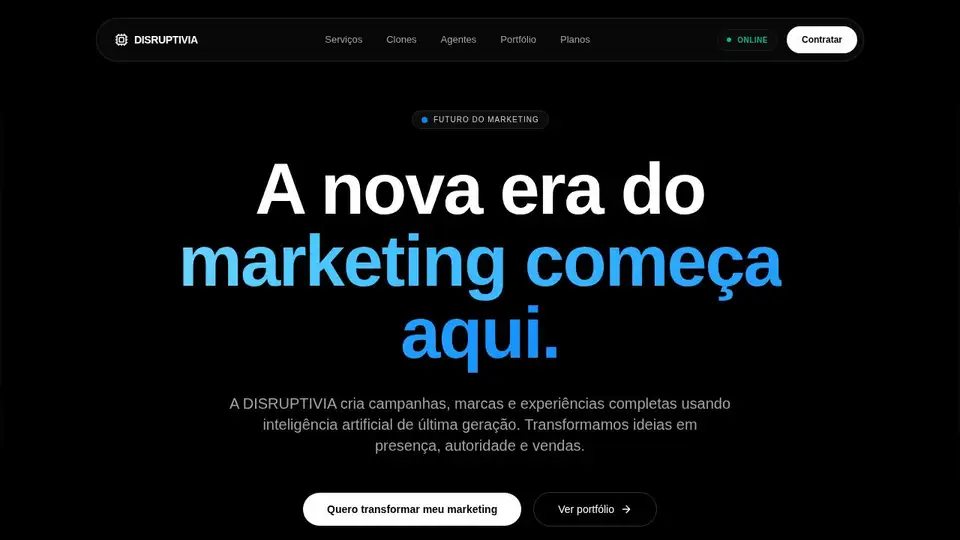 DISRUPTIVIA
Serviços
Clones
Agentes
Portfólio
Planos
ONLINE
Contratar
FUTURO DO MARKETING
A nova era do
marketing começa
aqui.
A DISRUPTIVIA cria campanhas, marcas e experiências completas usando
inteligência artificial de última geração. Transformamos ideias em
presença, autoridade e vendas.
Quero transformar meu marketing
Ver portfólio